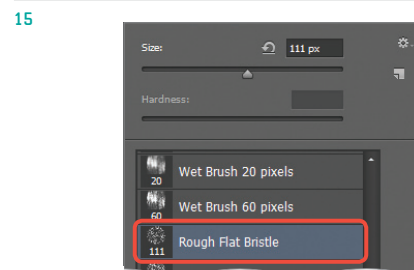 15
Size:
111 px
Hardness:
20
Wet Brush 20 pixels
60
Wet Brush 60 pixels
111
Rough Flat Bristle